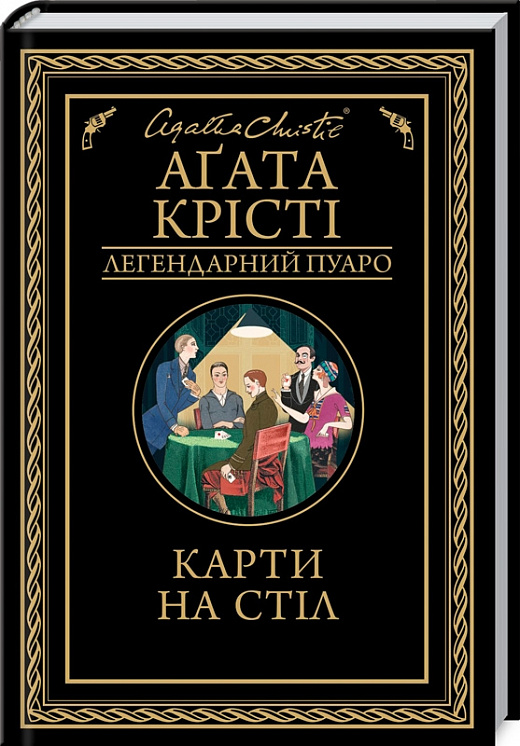 Agatha Christie®
АҐАТА
КРІСТІ
ЛЕГЕНДАРНИЙ ПУАРО
КАРТИ
НА СТІЛ